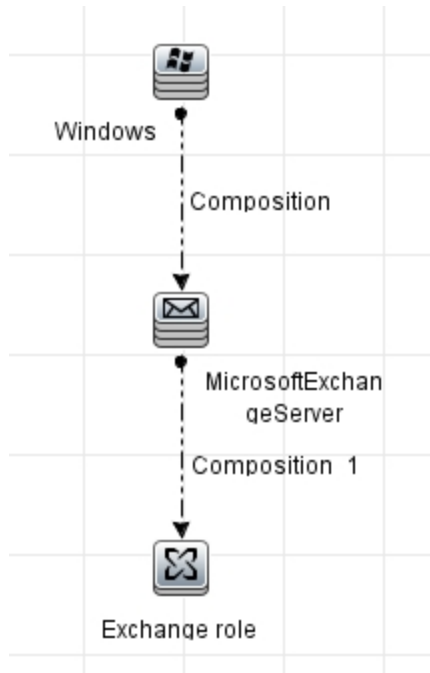 Windows
Composition
MicrosoftExchan
geServer
Composition 1
Exchange role